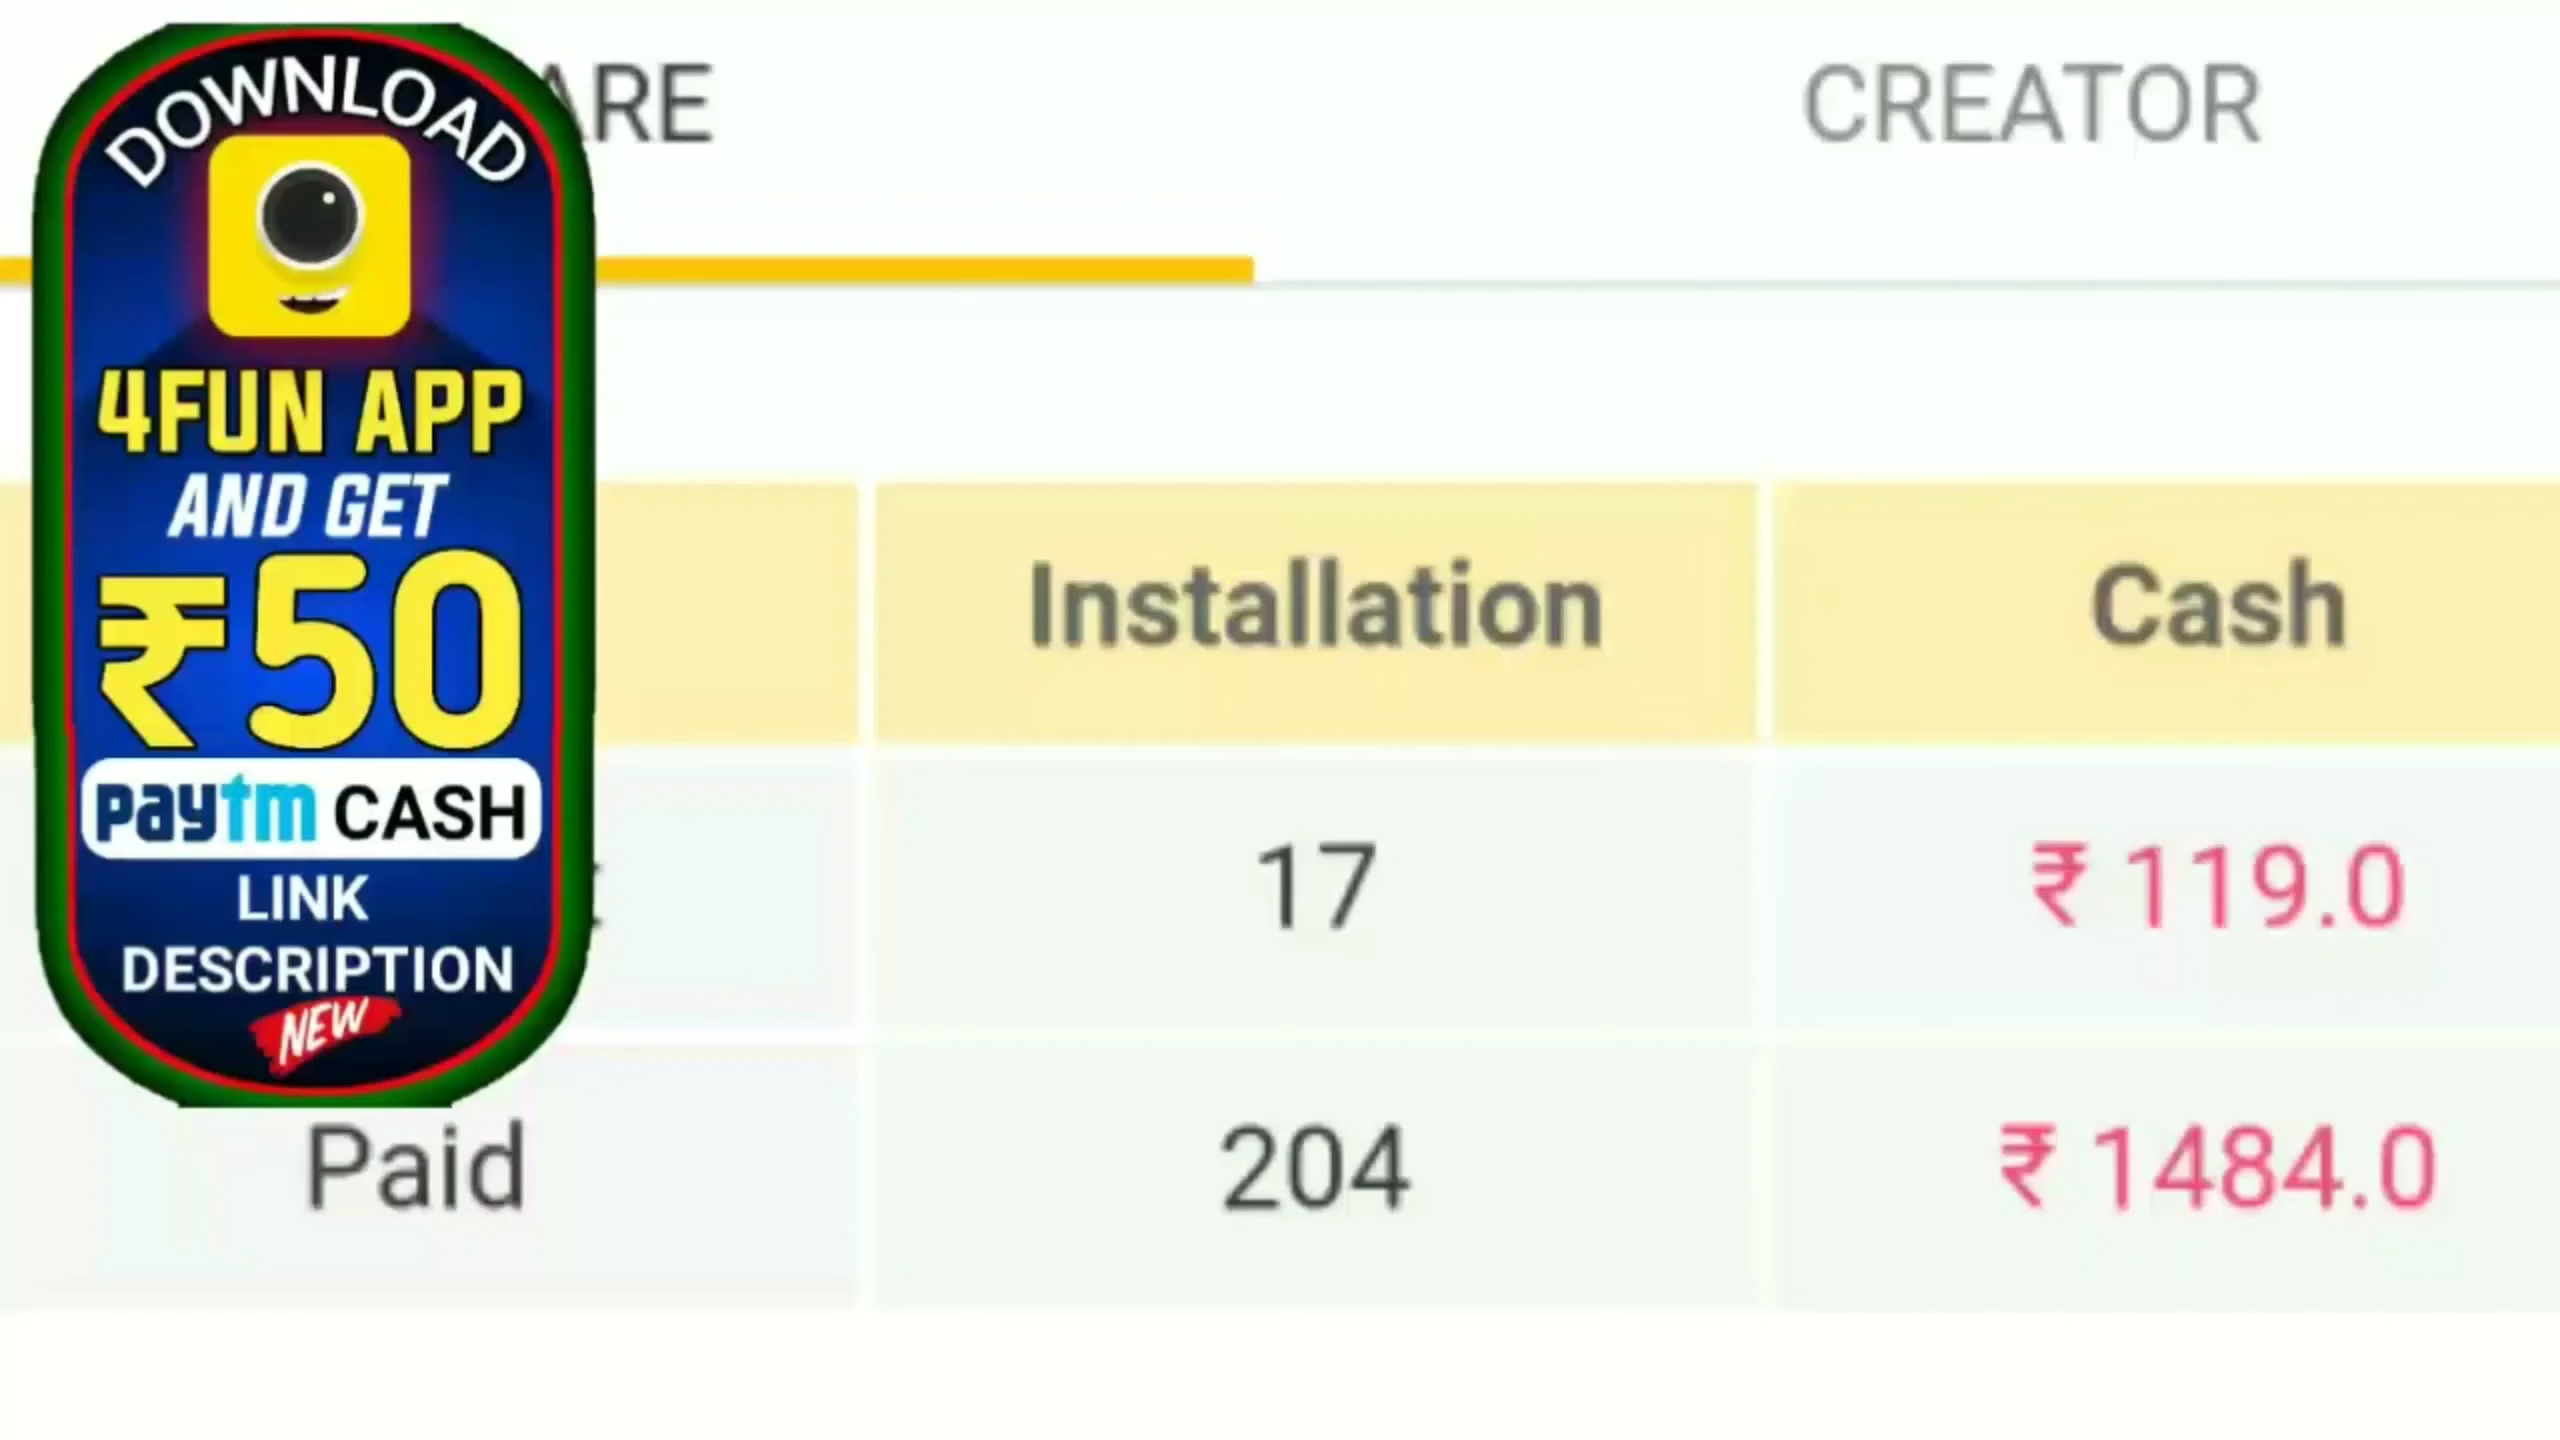 DOWNLOAD
4FUN APP
AND GET
₹50
paytm CASH
LINK
DESCRIPTION
NEW
CREATOR
Installation Cash
17 ₹ 119.0
Paid 204 ₹ 1484.0